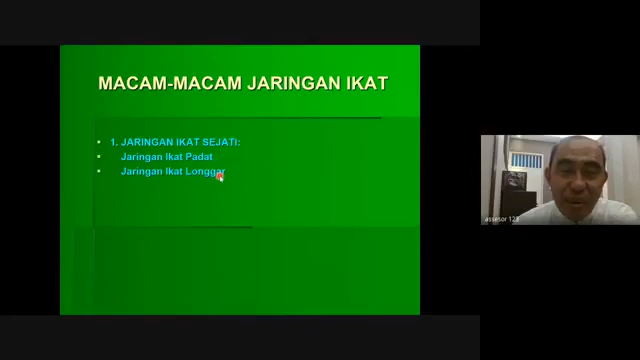 MACAM-MACAM JARINGAN IKAT
▪ 1. JARINGAN IKAT SEJATI:
▪ Jaringan Ikat Padat
▪ Jaringan Ikat Longgar
assesor 123